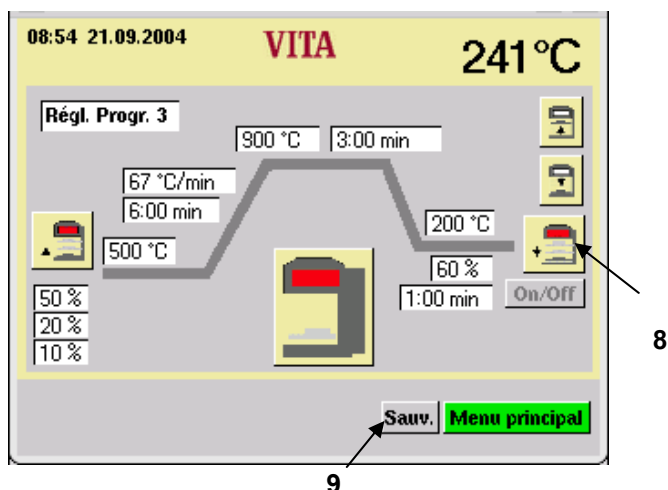 08:54 21.09.2004
VITA
241°C
Régl. Progr. 3
900 °C
3:00 min
67 °C/min
6:00 min
500 °C
200 °C
60 %
1:00 min
On/Off
50 %
20 %
10 %
8
Sauv.
Menu principal
9